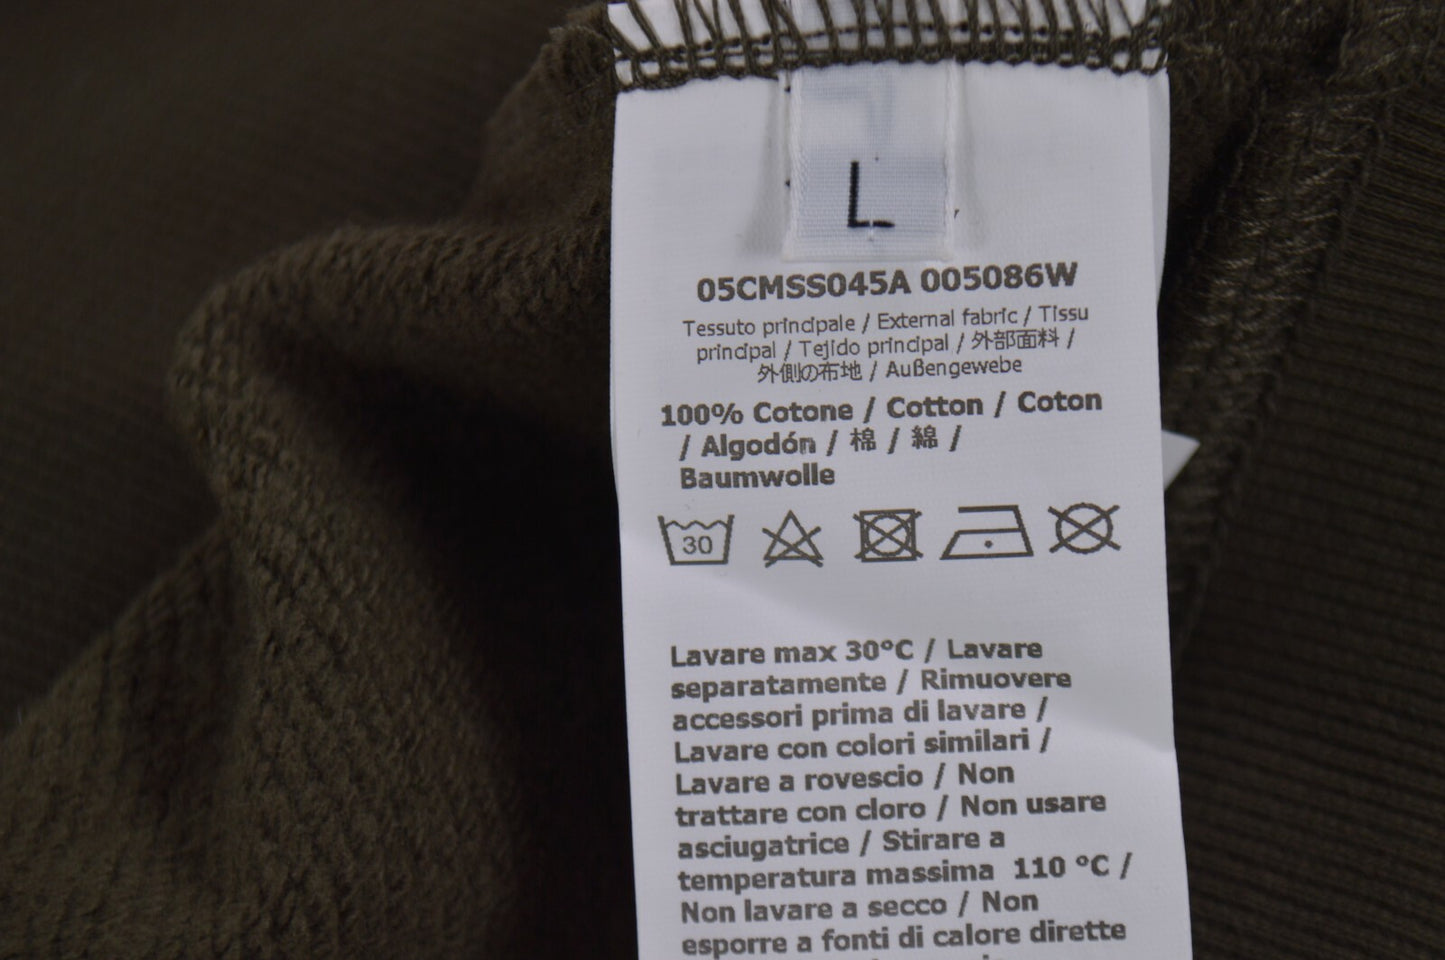 L
05CMSS045A 005086W
Tessuto principale / External fabric / Tissu
principal / Tejido principal / 外部面料 /
外側の布地 / Außengewebe
100% Cotone / Cotton / Coton
/ Algodón / 棉 / 綿 /
Baumwolle
30
Lavare max 30°C / Lavare
separatamente / Rimuovere
accessori prima di lavare /
Lavare con colori similari /
Lavare a rovescio / Non
trattare con cloro / Non usare
asciugatrice / Stirare a
temperatura massima 110 °C /
Non lavare a secco / Non
esporre a fonti di calore dirette